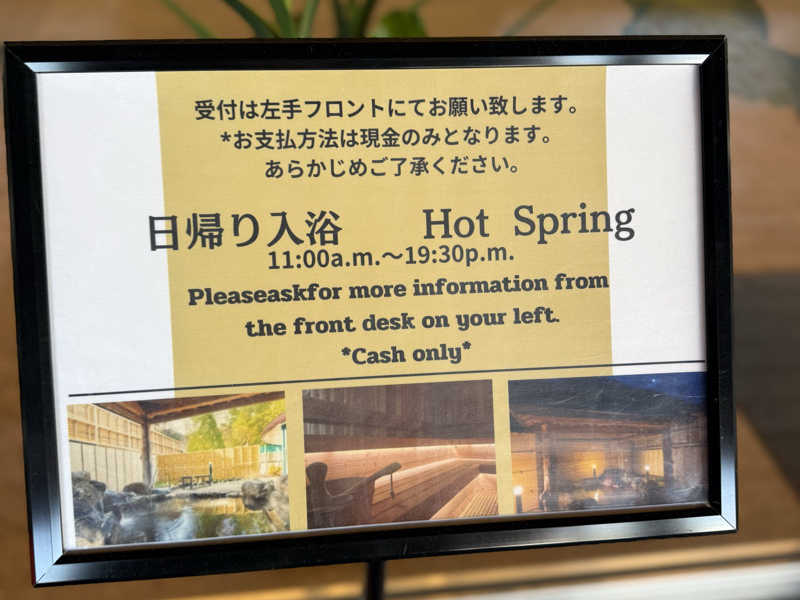 受付は左手フロントにてお願い致します。
*お支払方法は現金のみとなります。
あらかじめご了承ください。
日帰り入浴 Hot Spring
11:00a.m.～19:30p.m.
Pleaseaskfor more information from
the front desk on your left.
*Cash only*